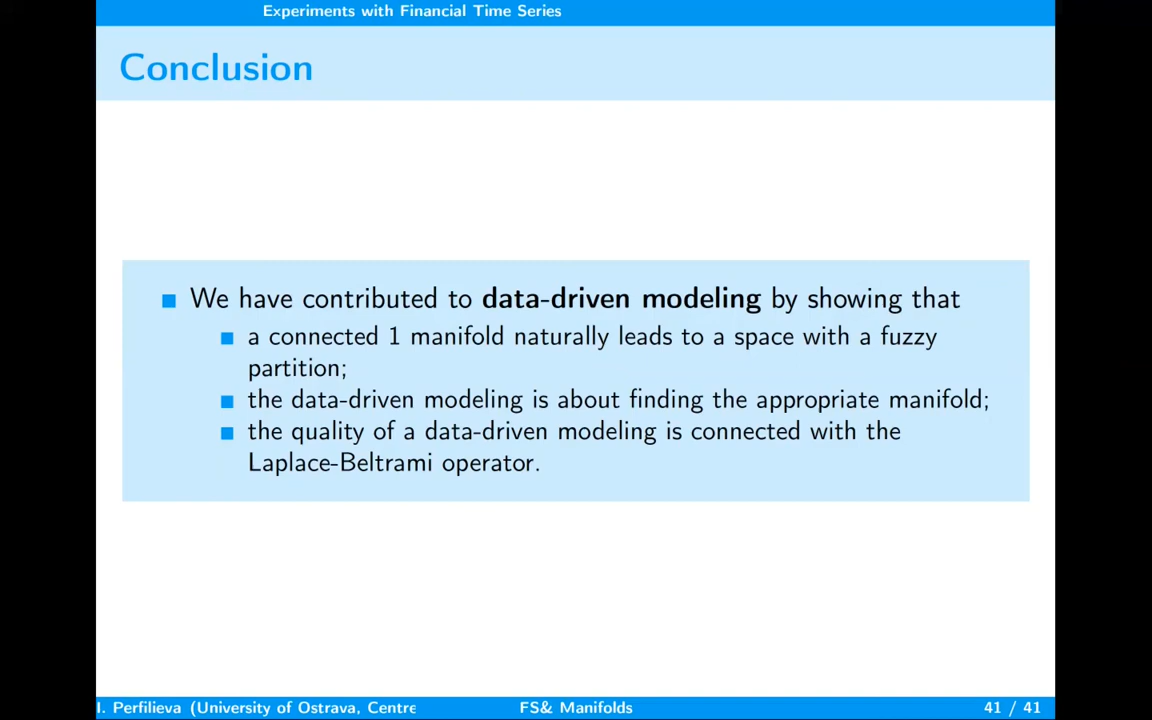 Experiments with Financial Time Series
Conclusion
We have contributed to data-driven modeling by showing that
a connected 1 manifold naturally leads to a space with a fuzzy
partition;
the data-driven modeling is about finding the appropriate manifold;
the quality of a data-driven modeling is connected with the
Laplace-Beltrami operator.
I. Perfilieva (University of Ostrava, Centre FS& Manifolds 41 / 41